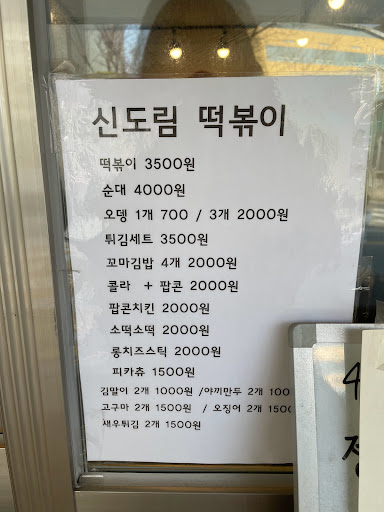 신도림 떡볶이
떡볶이 3500원
순대 4000원
오뎅 1개 700 / 3개 2000원
튀김세트 3500원
꼬마김밥 4개 2000원
콜라 + 팝콘 2000원
팝콘치킨 2000원
소떡소떡 2000원
롱치즈스틱 2000원
피카츄 1500원
김말이 2개 1000원 /야끼만두 2개 100
고구마 2개 1500원 / 오징어 2개 150
새우튀김 2개 1500원
4